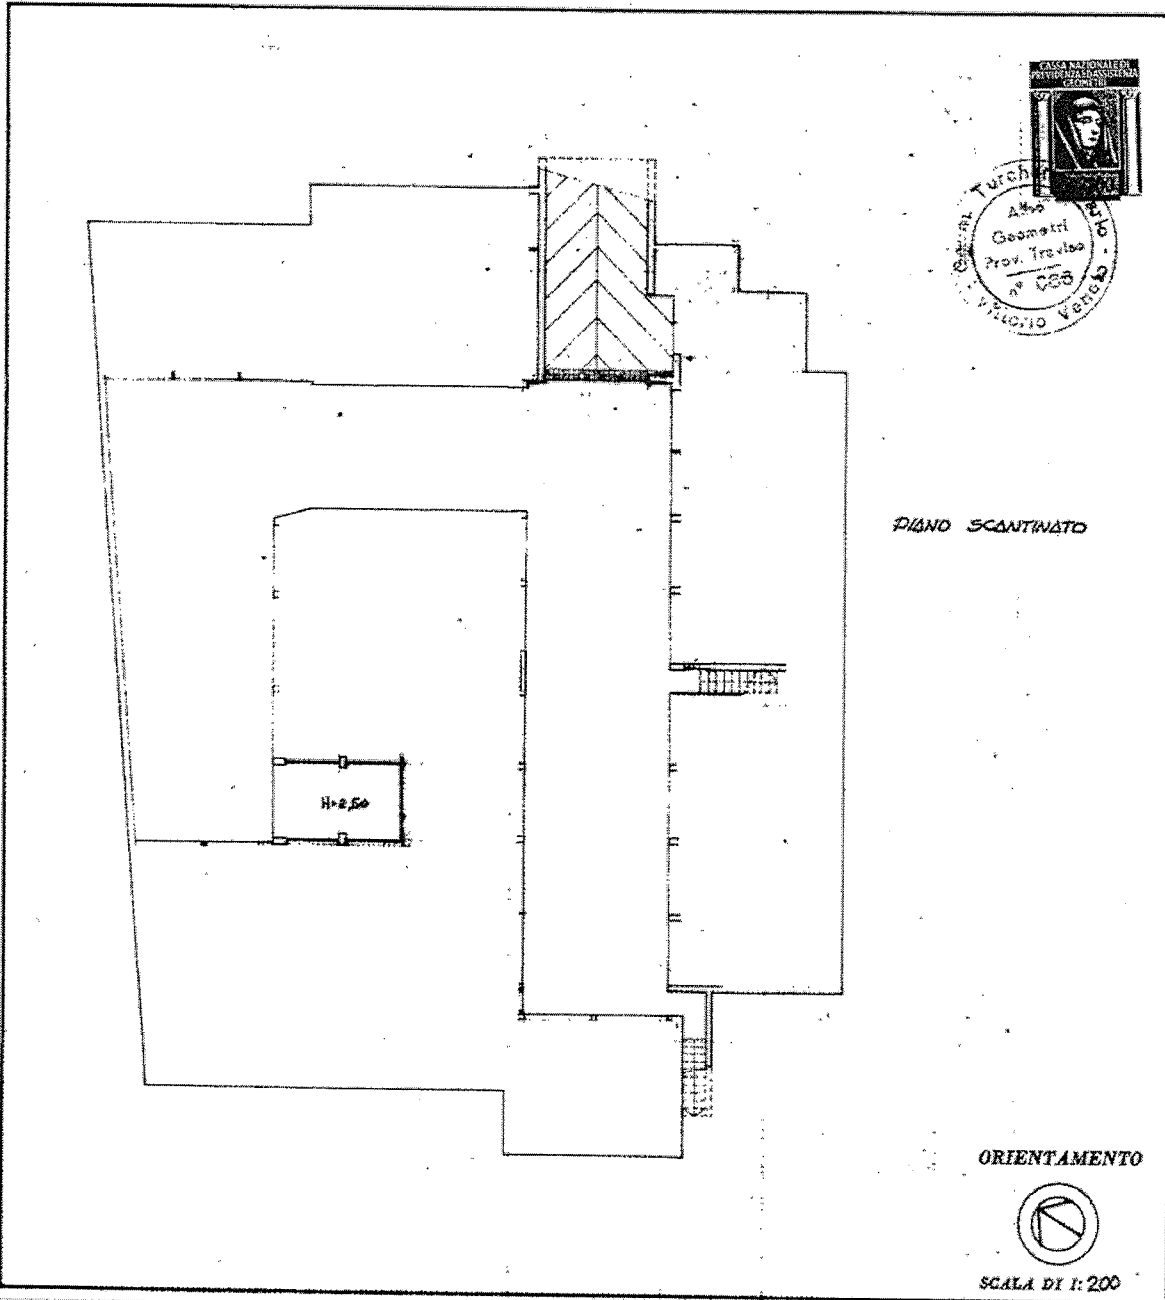 CASSA NAZIONALE DI
PREVIDENZA ED ASSISTENZA
GEOMETRI
Albo
Geometri
Prov. Treviso
n°
Vittorio Veneto
PIANO SCANTINATO
H=2,50
ORIENTAMENTO
SCALA DI 1: 200